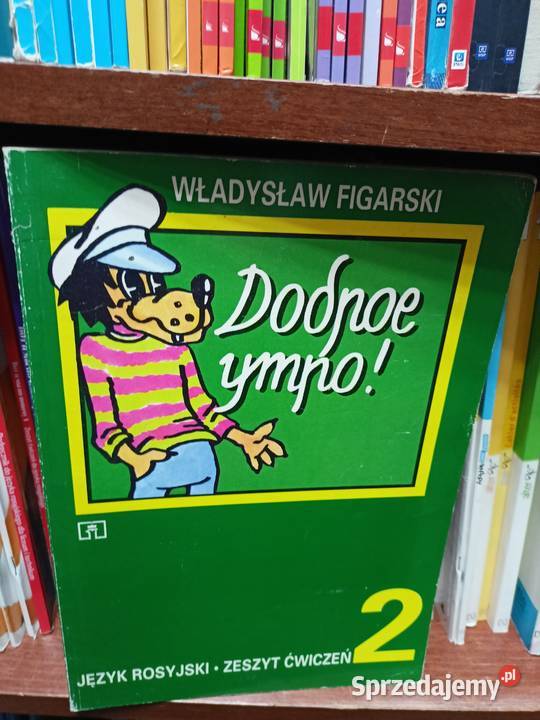 WŁADYSŁAW FIGARSKI
Доброе
утро!
2
JĘZYK ROSYJSKI • ZESZYT ĆWICZEŃ
Sprzedajemy.pl